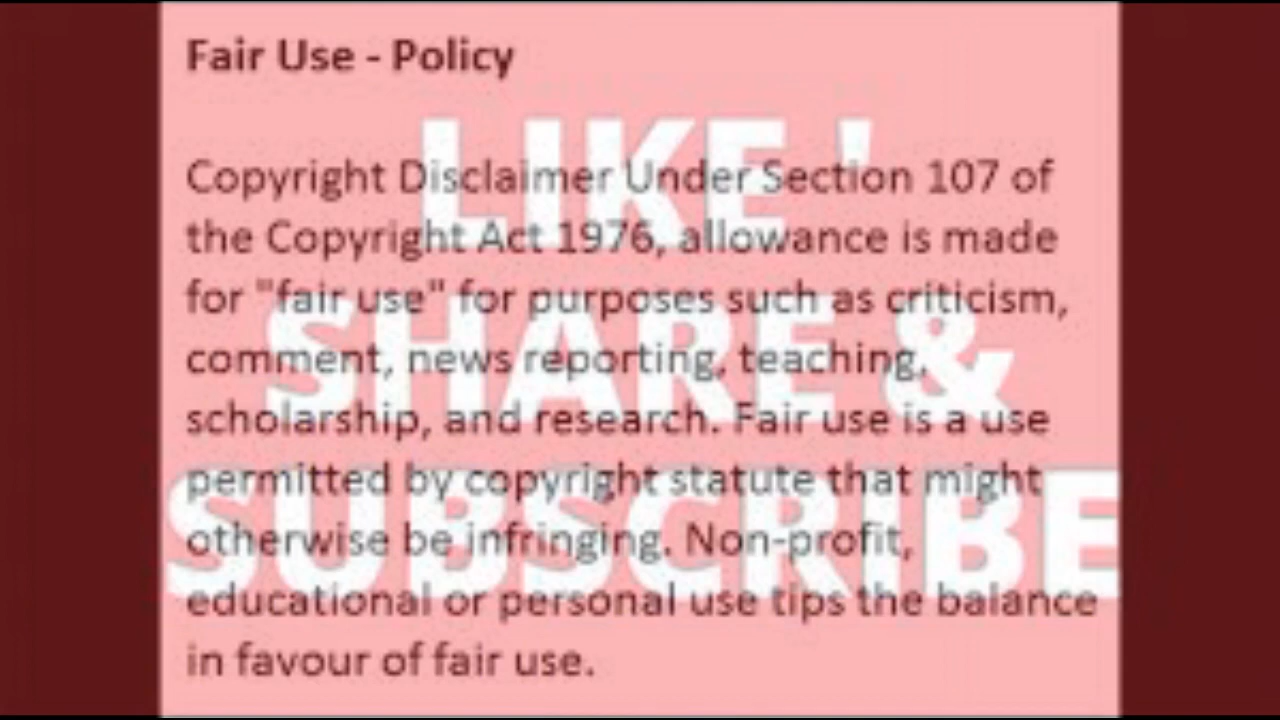 Fair Use - Policy
LIKE '
Copyright Disclaimer Under Section 107 of
the Copyright Act 1976, allowance is made
for "fair use" for purposes such as criticism,
SHARE &
comment, news reporting, teaching,
scholarship, and research. Fair use is a use
permitted by copyright statute that might
SUBSCRIBE
otherwise be infringing. Non-profit,
educational or personal use tips the balance
in favour of fair use.